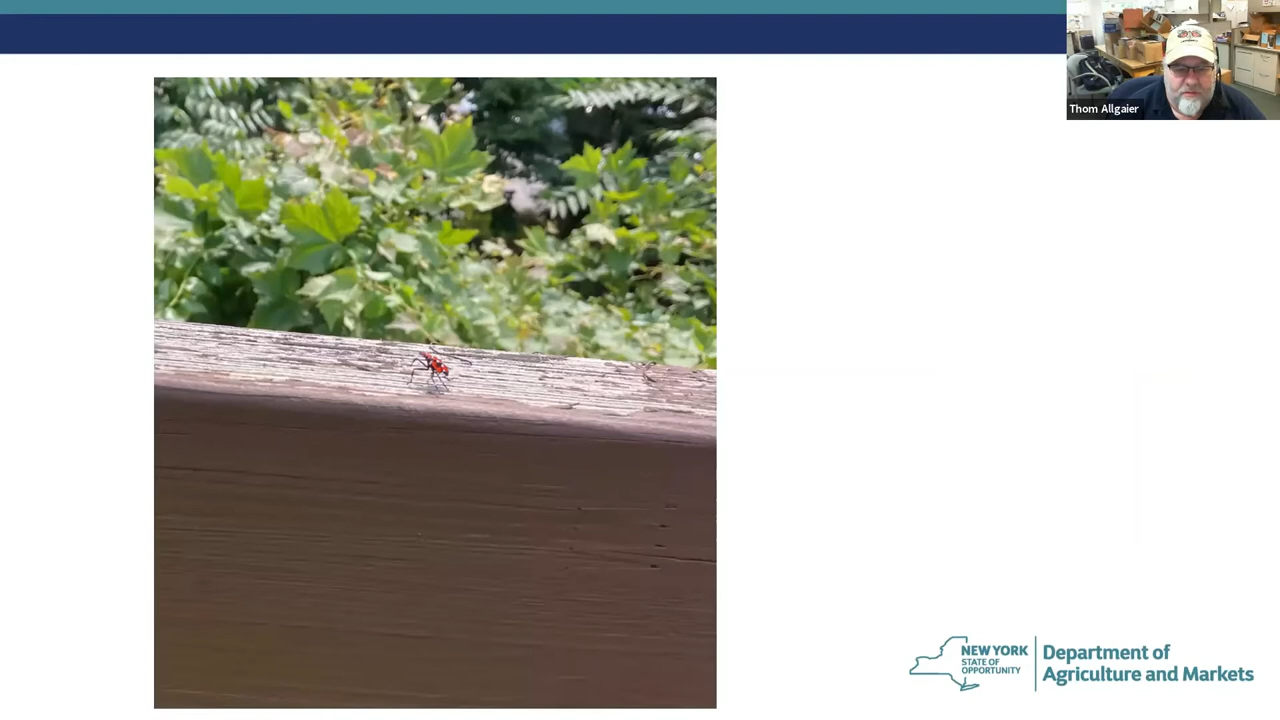 Thom Allgaier
NEW YORK
STATE OF
OPPORTUNITY
Department of
Agriculture and Markets